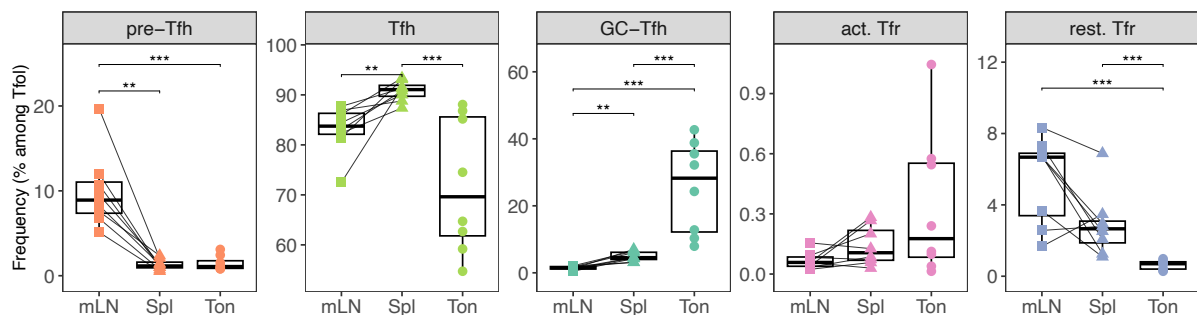 pre−Tfh
Tfh
GC−Tfh
act. Tfr
rest. Tfr
Frequency (% among Tfol)
20
10
0
***
**
mLN Spl Ton
100
90
80
70
60
** ***
mLN Spl Ton
60
40
20
0
***
***
**
mLN Spl Ton
0.9
0.6
0.3
0.0
mLN Spl Ton
12
8
4
0
***
***
mLN Spl Ton